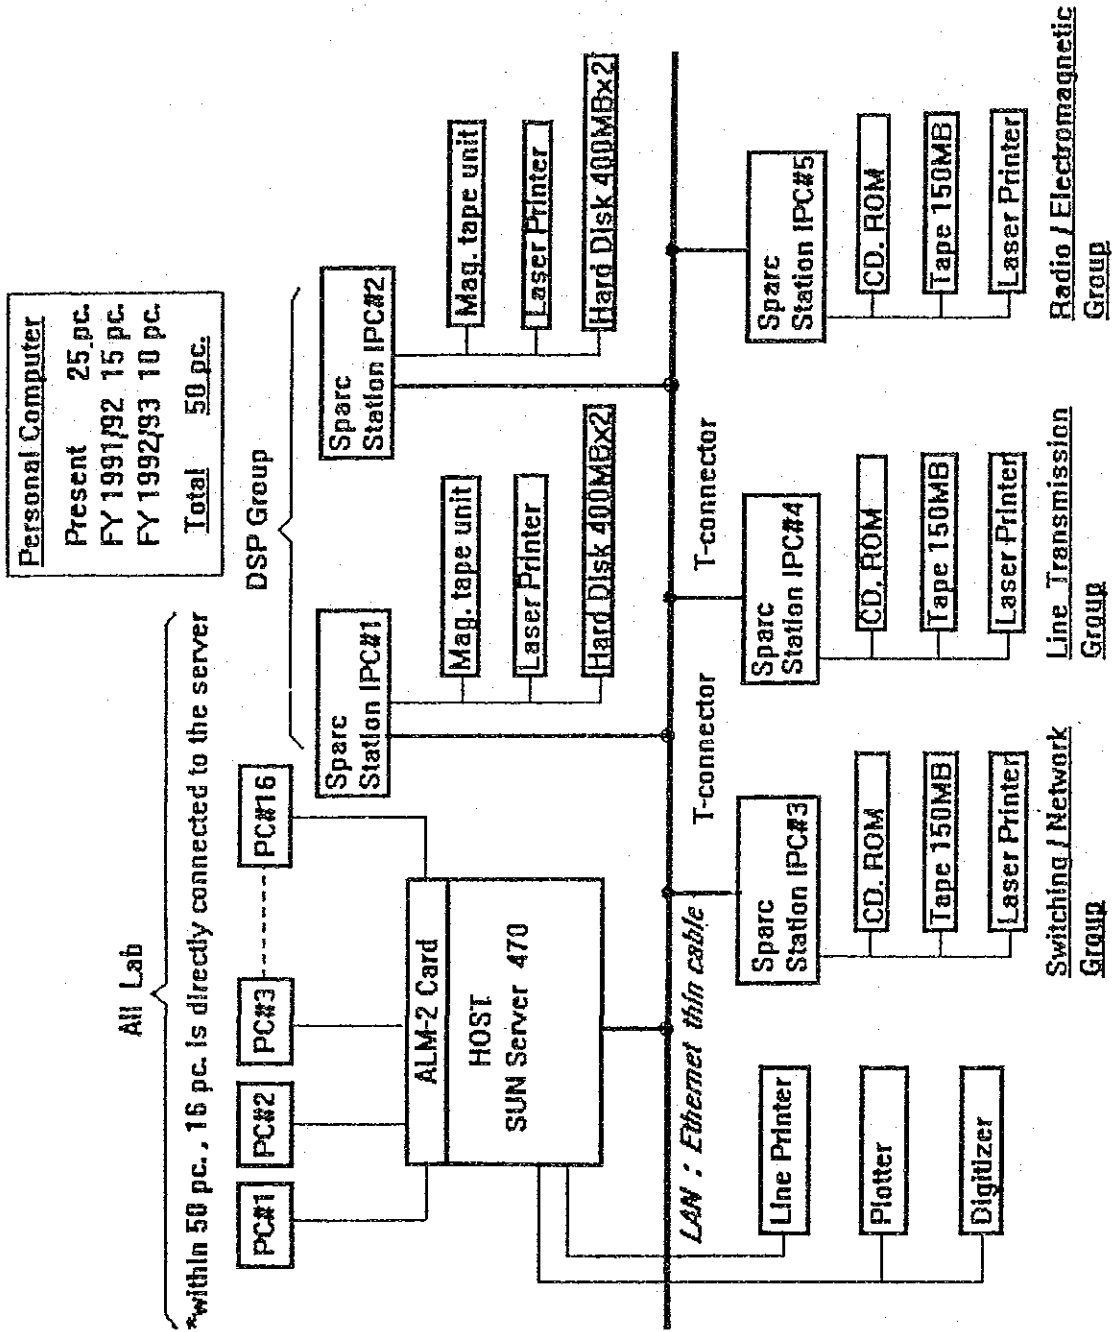 All Lab
*within 50 pc., 16 pc. is directly connected to the server
Personal Computer
Present 25 pc.
FY 1991/92 15 pc.
FY 1992/93 10 pc.
Total 50 pc.
PC#1
PC#2
PC#3
PC#16
DSP Group
ALM-2 Card
HOST
SUN Server 470
Sparc
Station IPC#1
Mag. tape unit
Laser Printer
Hard Disk 400MBx2
Sparc
Station IPC#2
Mag. tape unit
Laser Printer
Hard Disk 400MBx2
LAN : Ethernet thin cable
T-connector
T-connector
Line Printer
Plotter
Digitizer
Sparc
Station IPC#3
CD. ROM
Tape 150MB
Laser Printer
Switching / Network
Group
Sparc
Station IPC#4
CD. ROM
Tape 150MB
Laser Printer
Line Transmission
Group
Sparc
Station IPC#5
CD. ROM
Tape 150MB
Laser Printer
Radio / Electromagnetic
Group